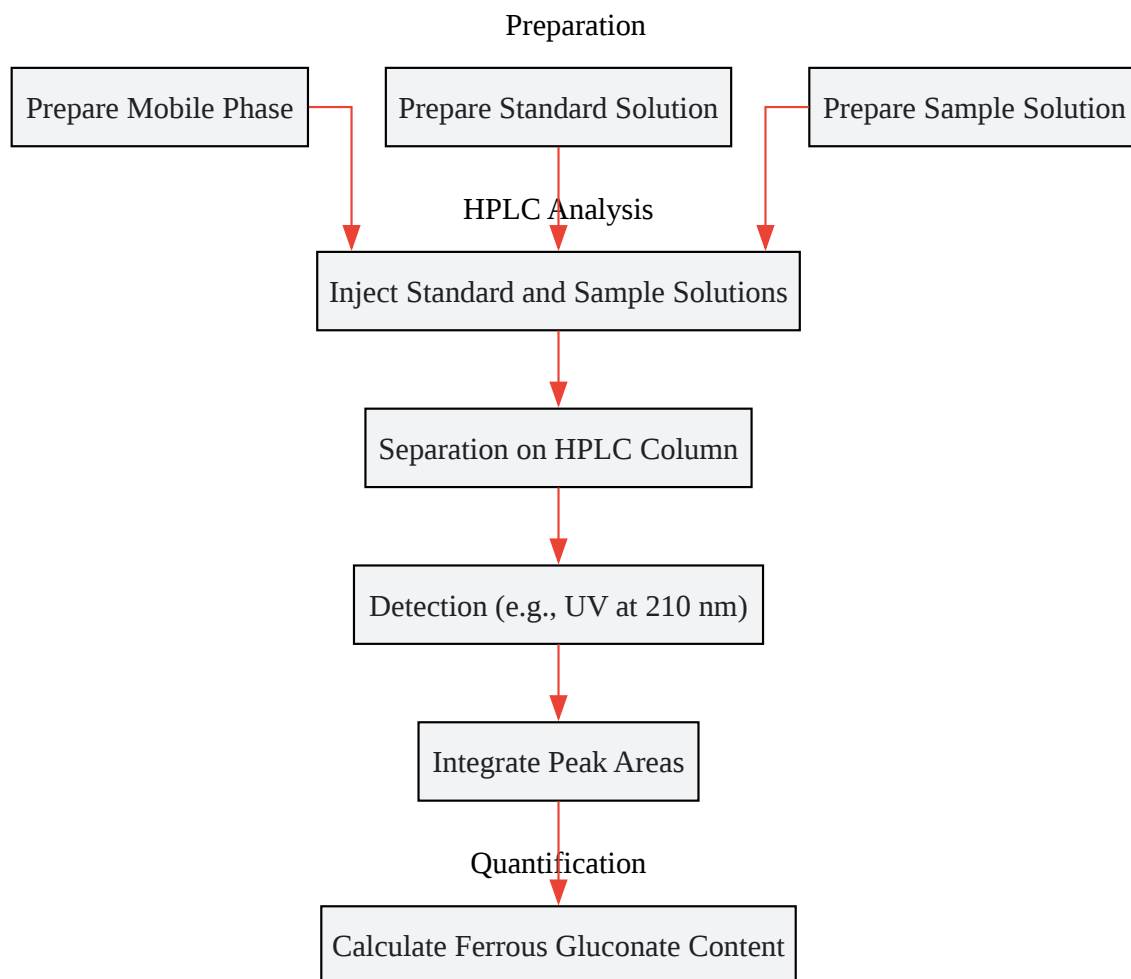 Preparation
Prepare Mobile Phase
Prepare Standard Solution
Prepare Sample Solution
HPLC Analysis
Inject Standard and Sample Solutions
Separation on HPLC Column
Detection (e.g., UV at 210 nm)
Integrate Peak Areas
Quantification
Calculate Ferrous Gluconate Content